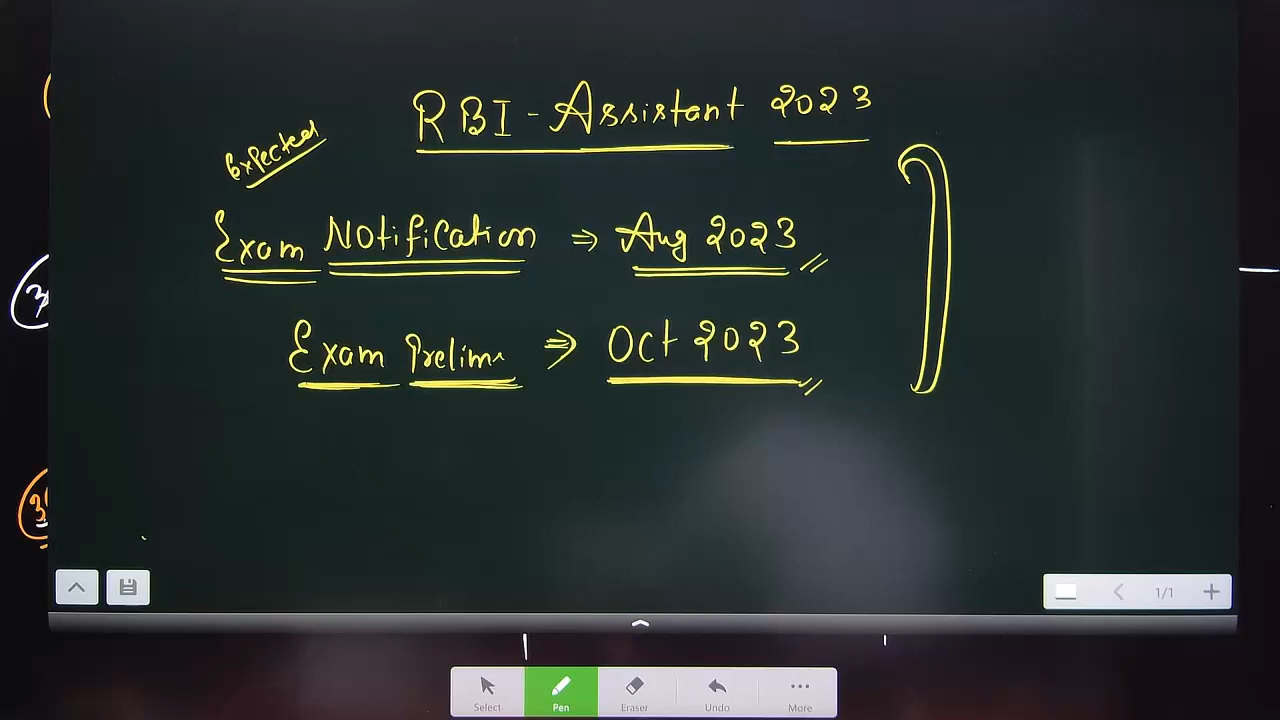 RBI - Assistant 2023
Expected
Exam Notification ⇒ Aug 2023
Exam Prelims ⇒ Oct 2023
1/1
Select Pen Eraser Undo More